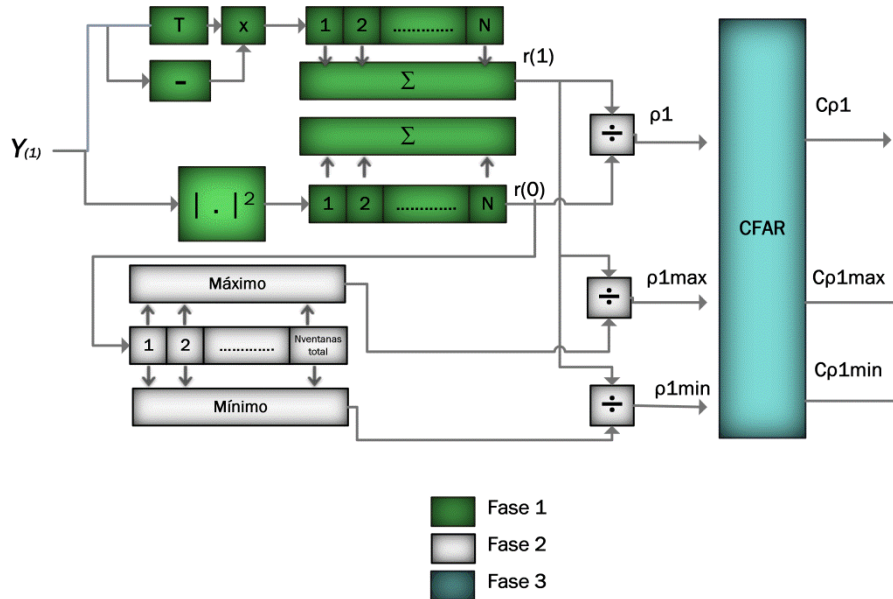 T
x
1 2 .............. N
r(1)
-
Σ
ρ1
÷
Cρ1
Σ
Y(1)
| . |²
1 2 ............. N
r(0)
CFAR
Máximo
÷
ρ1max
Cρ1max
1 2 ............. Nventanas total
Mínimo
÷
ρ1min
Cρ1min
Fase 1
Fase 2
Fase 3